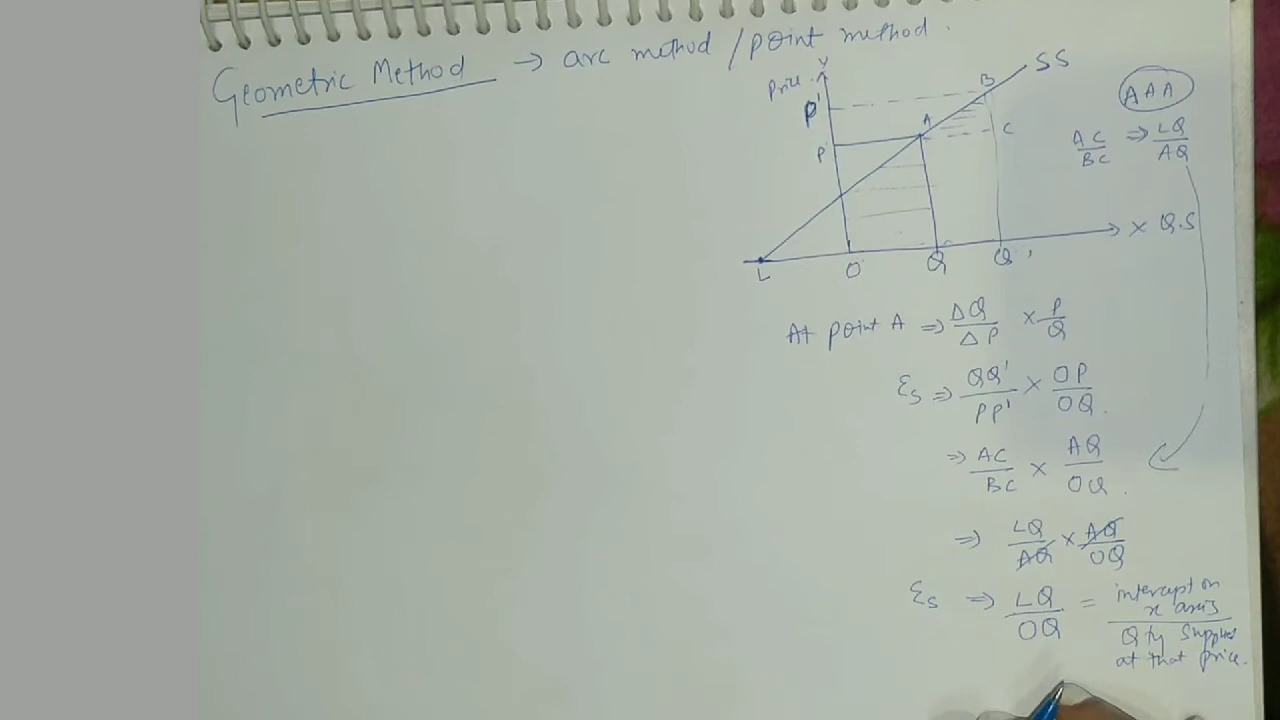 Geometric Method → arc method / point method.
Y
Price
P'
P
A
B
C
SS
L
O
Q
Q'
X Q.S
AAA
AC/BC ⇒ LQ/AQ
At point A ⇒ ΔQ/ΔP × P/Q
Es ⇒ QQ'/PP' × OP/OQ.
⇒ AC/BC × AQ/OQ.
⇒ LQ/AQ × AQ/OQ
Es ⇒ LQ/OQ = intercept on
x axis
Qty supplied
at that price.